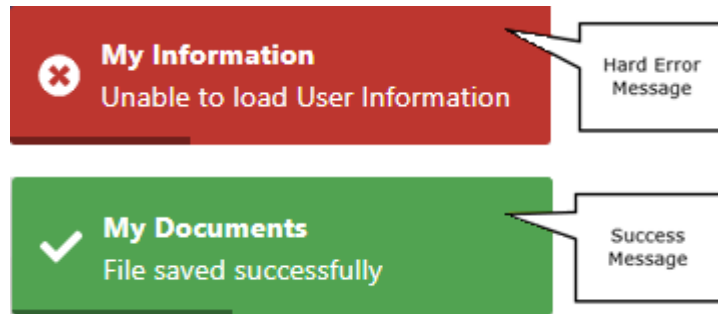 My Information
Unable to load User Information
Hard Error
Message
My Documents
File saved successfully
Success
Message